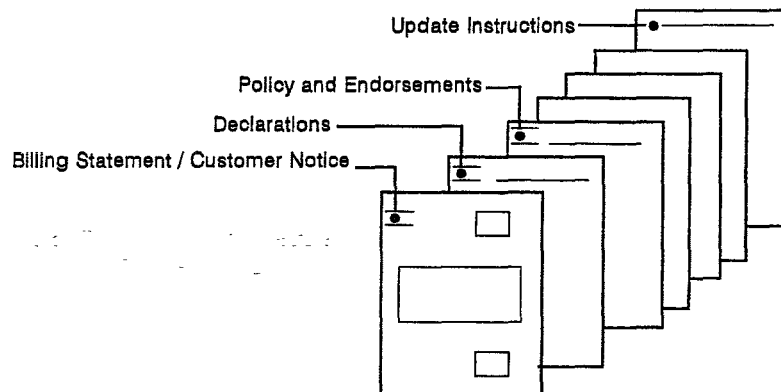 Update Instructions
Policy and Endorsements
Declarations
Billing Statement / Customer Notice